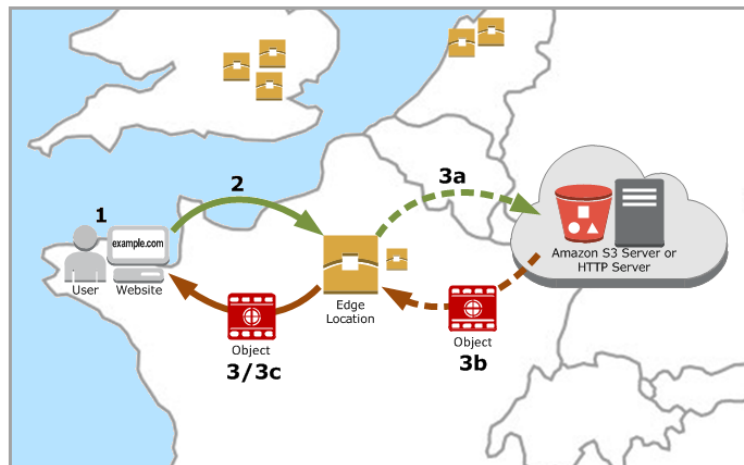 3a
2
1
example.com
Amazon S3 Server or
HTTP Server
User
Website
Edge
Location
Object
3b
Object
3/3c